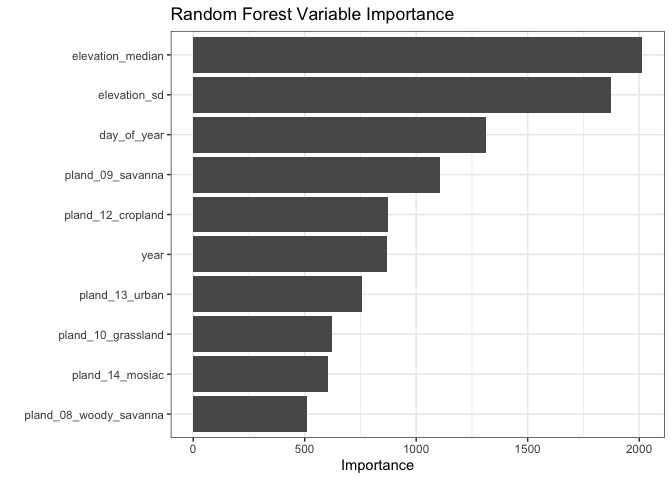 Random Forest Variable Importance
elevation_median
elevation_sd
day_of_year
pland_09_savanna
pland_12_cropland
year
pland_13_urban
pland_10_grassland
pland_14_mosiac
pland_08_woody_savanna
0 500 1000 1500 2000
Importance